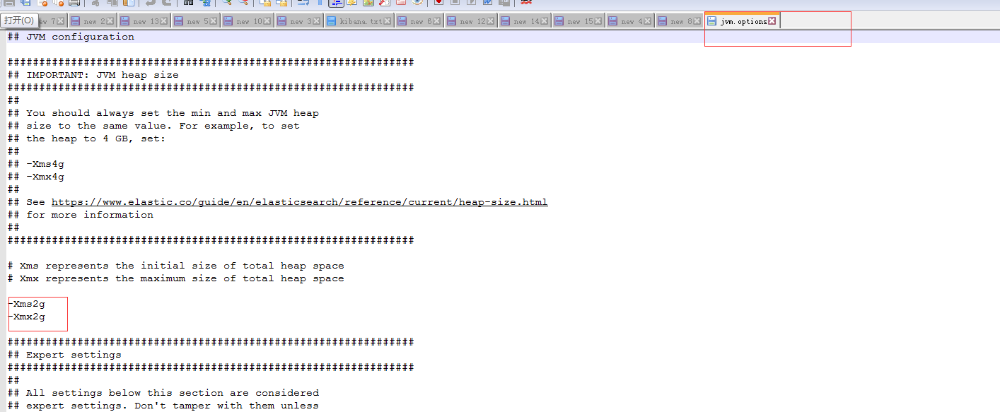 打开(O)
ew 7
new 2
new 13
new 5
new 10
new 3
kibana.txt
new 6
new 12
new 14
new 15
new 4
new 8
jvm.options
## JVM configuration
################################################################
## IMPORTANT: JVM heap size
################################################################
##
## You should always set the min and max JVM heap
## size to the same value. For example, to set
## the heap to 4 GB, set:
##
## -Xms4g
## -Xmx4g
##
## See https://www.elastic.co/guide/en/elasticsearch/reference/current/heap-size.html
## for more information
##
################################################################
# Xms represents the initial size of total heap space
# Xmx represents the maximum size of total heap space
-Xms2g
-Xmx2g
################################################################
## Expert settings
################################################################
##
## All settings below this section are considered
## expert settings. Don't tamper with them unless